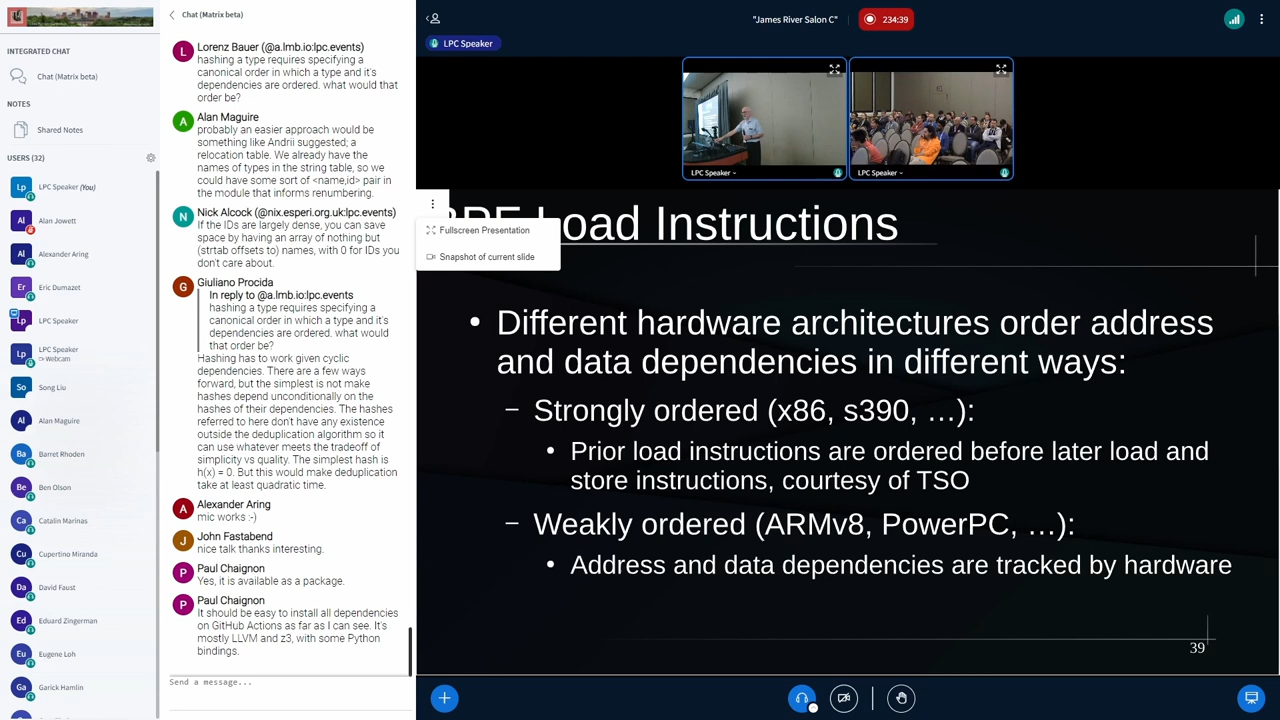 INTEGRATED CHAT
Chat (Matrix beta)
NOTES
Shared Notes
USERS (32)
Lp
LPC Speaker (You)
Al
Alan Jowett
Al
Alexander Aring
Er
Eric Dumazet
Lp
LPC Speaker
Lp
LPC Speaker
Webcam
So
Song Liu
Al
Alan Maguire
Ba
Barret Rhoden
Be
Ben Olson
Ca
Catalin Marinas
Cu
Cupertino Miranda
Da
David Faust
Ed
Eduard Zingerman
Eu
Eugene Loh
Ga
Garick Hamlin
Chat (Matrix beta)
L
Lorenz Bauer (@a.lmb.io:lpc.events)
hashing a type requires specifying a
canonical order in which a type and it's
dependencies are ordered. what would that
order be?
A
Alan Maguire
probably an easier approach would be
something like Andrii suggested; a
relocation table. We already have the
names of types in the string table, so we
could have some sort of <name,id> pair in
the module that informs renumbering.
N
Nick Alcock (@nix.esperi.org.uk:lpc.events)
If the IDs are largely dense, you can save
space by having an array of nothing but
(strtab offsets to) names, with 0 for IDs you
don't care about.
G
Giuliano Procida
In reply to @a.lmb.io:lpc.events
hashing a type requires specifying a
canonical order in which a type and it's
dependencies are ordered. what would
that order be?
Hashing has to work given cyclic
dependencies. There are a few ways
forward, but the simplest is not make
hashes depend unconditionally on the
hashes of their dependencies. The hashes
referred to here don't have any existence
outside the deduplication algorithm so it
can use whatever meets the tradeoff of
simplicity vs quality. The simplest hash is
h(x) = 0. But this would make deduplication
take at least quadratic time.
A
Alexander Aring
mic works :-)
J
John Fastabend
nice talk thanks interesting.
P
Paul Chaignon
Yes, it is available as a package.
P
Paul Chaignon
It should be easy to install all dependencies
on GitHub Actions as far as I can see. It's
mostly LLVM and z3, with some Python
bindings.
Send a message...
"James River Salon C"
234:39
LPC Speaker
LPC Speaker
LPC Speaker
Load Instructions
Fullscreen Presentation
Snapshot of current slide
• Different hardware architectures order address
and data dependencies in different ways:
– Strongly ordered (x86, s390, …):
• Prior load instructions are ordered before later load and
store instructions, courtesy of TSO
– Weakly ordered (ARMv8, PowerPC, …):
• Address and data dependencies are tracked by hardware
39